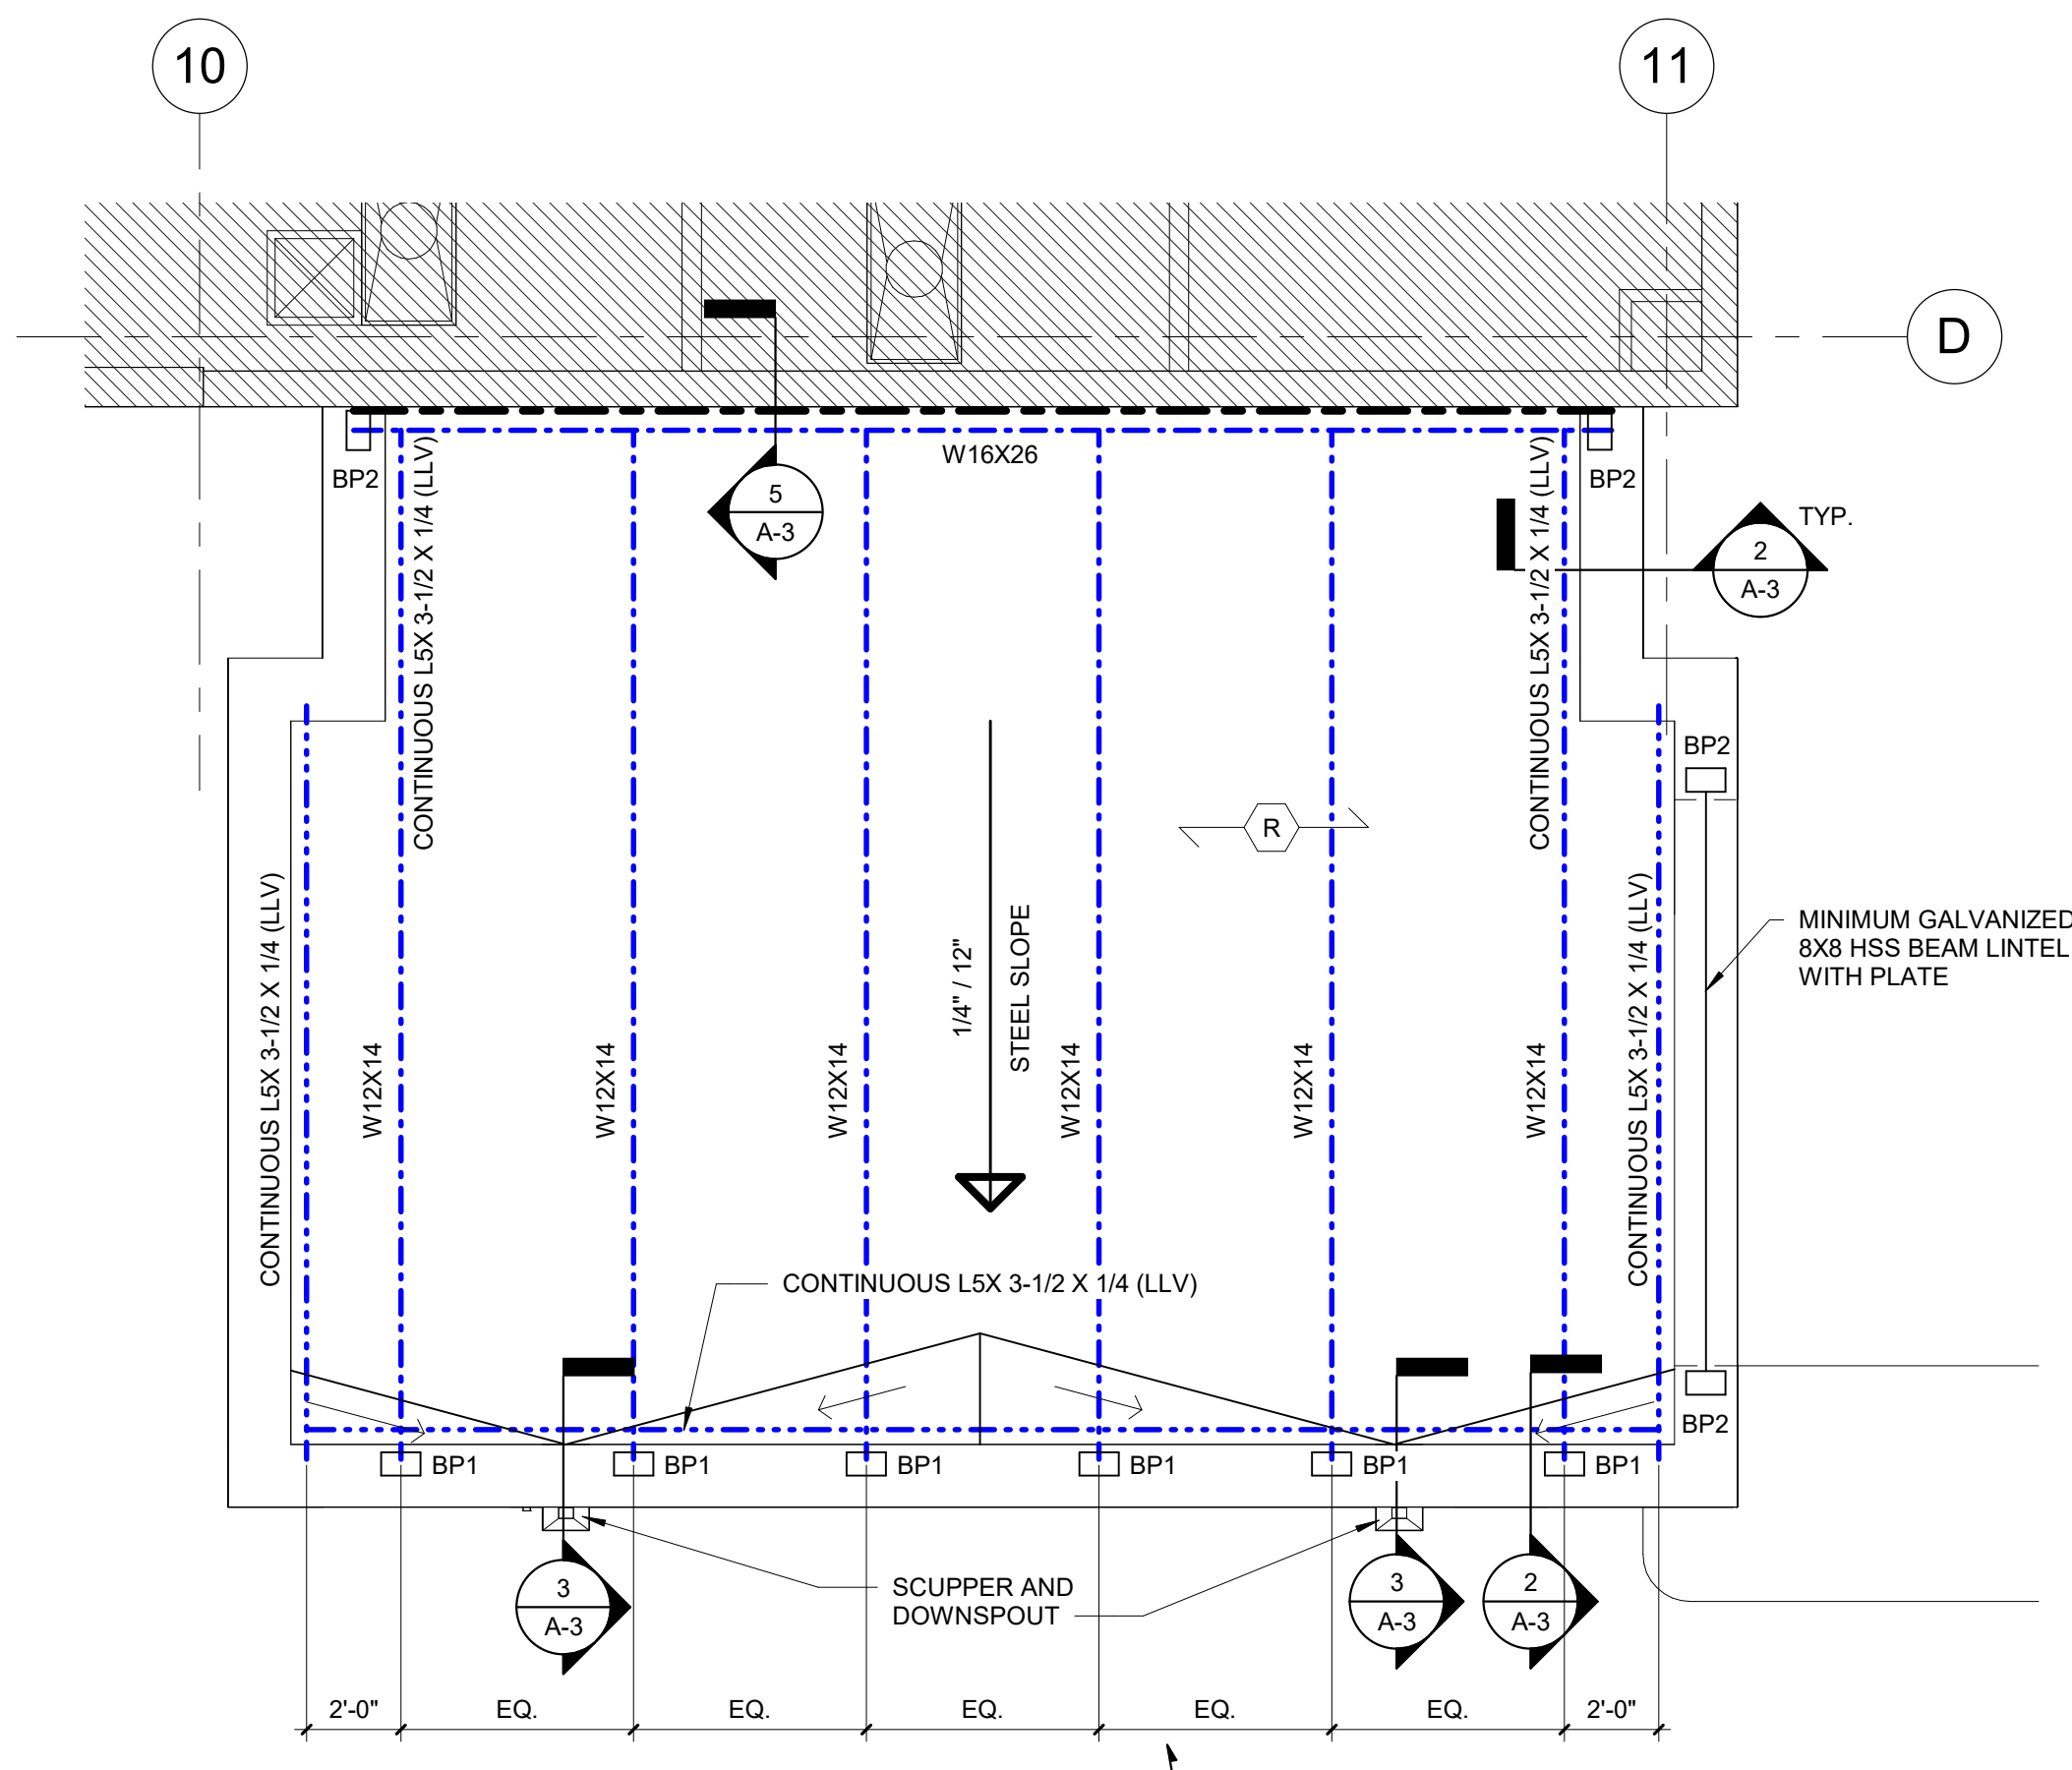 10
11
D
CONTINUOUS L5X 3-1/2 X 1/4 (LLV)
W16X26
CONTINUOUS L5X 3-1/2 X 1/4 (LLV)
BP2
BP2
5
A-3
TYP.
2
A-3
BP2
R
CONTINUOUS L5X 3-1/2 X 1/4 (LLV)
1/4" / 12"
STEEL SLOPE
CONTINUOUS L5X 3-1/2 X 1/4 (LLV)
MINIMUM GALVANIZED
8X8 HSS BEAM LINTEL
WITH PLATE
W12X14
W12X14
W12X14
W12X14
W12X14
W12X14
CONTINUOUS L5X 3-1/2 X 1/4 (LLV)
BP2
BP1
BP1
BP1
BP1
BP1
BP1
SCUPPER AND
DOWNSPOUT
3
A-3
3
A-3
2
A-3
2'-0"
EQ.
EQ.
EQ.
EQ.
EQ.
2'-0"